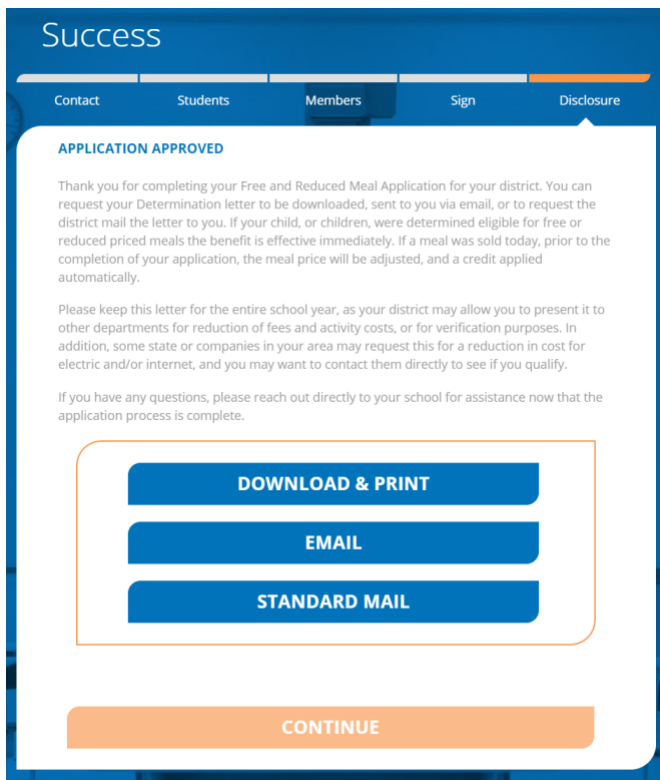 Success
Contact Students Members Sign Disclosure
APPLICATION APPROVED
Thank you for completing your Free and Reduced Meal Application for your district. You can
request your Determination letter to be downloaded, sent to you via email, or to request the
district mail the letter to you. If your child, or children, were determined eligible for free or
reduced priced meals the benefit is effective immediately. If a meal was sold today, prior to the
completion of your application, the meal price will be adjusted, and a credit applied
automatically.
Please keep this letter for the entire school year, as your district may allow you to present it to
other departments for reduction of fees and activity costs, or for verification purposes. In
addition, some state or companies in your area may request this for a reduction in cost for
electric and/or internet, and you may want to contact them directly to see if you qualify.
If you have any questions, please reach out directly to your school for assistance now that the
application process is complete.
DOWNLOAD & PRINT
EMAIL
STANDARD MAIL
CONTINUE